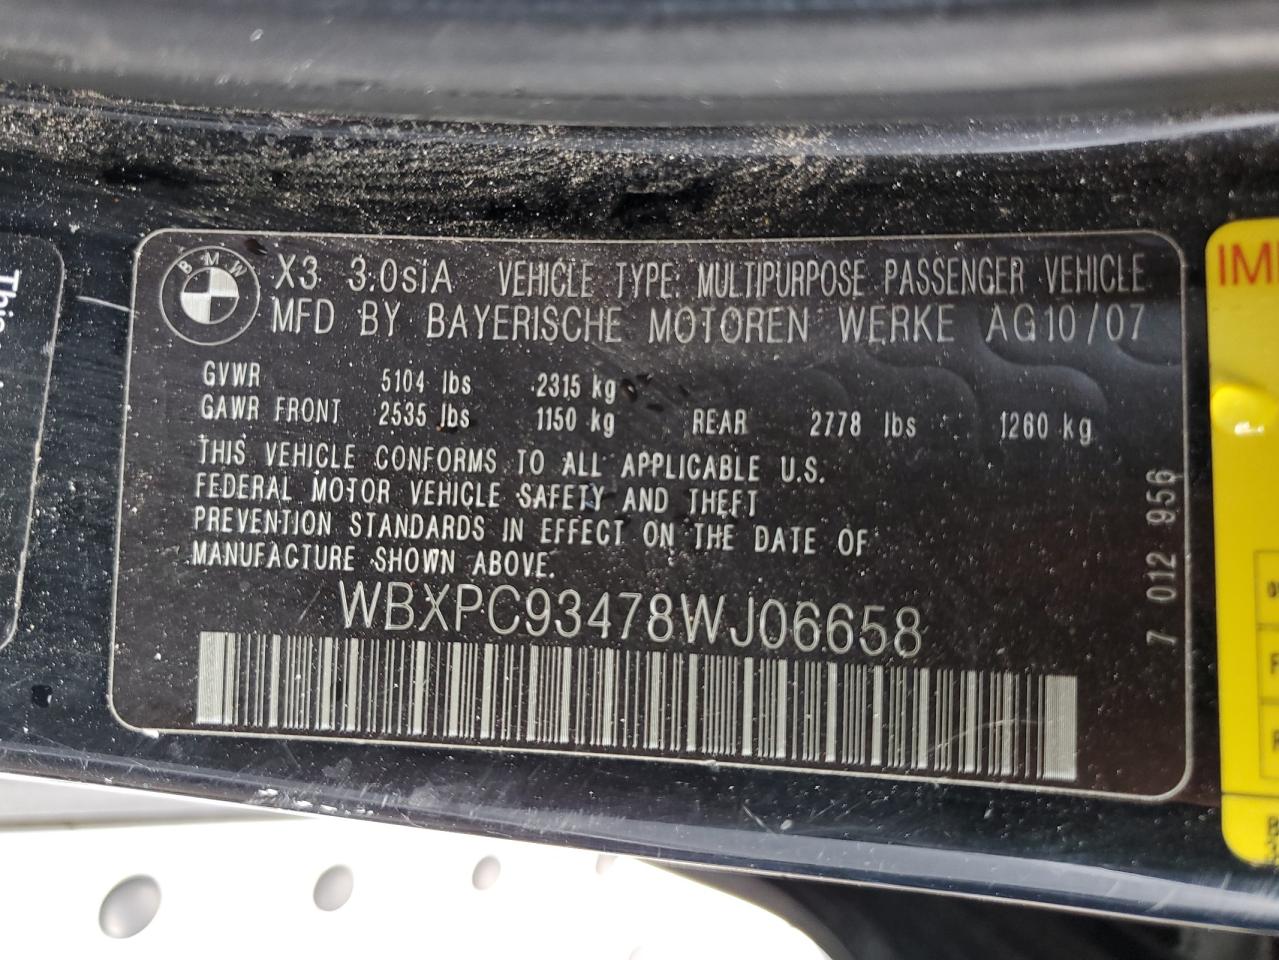 BMW
X3 3.0siA VEHICLE TYPE: MULTIPURPOSE PASSENGER VEHICLE
MFD BY BAYERISCHE MOTOREN WERKE AG10/07
GVWR 5104 lbs 2315 kg
GAWR FRONT 2535 lbs 1150 kg REAR 2778 lbs 1260 kg
THIS VEHICLE CONFORMS TO ALL APPLICABLE U.S.
FEDERAL MOTOR VEHICLE SAFETY AND THEFT
PREVENTION STANDARDS IN EFFECT ON THE DATE OF
MANUFACTURE SHOWN ABOVE.
WBXPC93478WJ06658
7 012 956